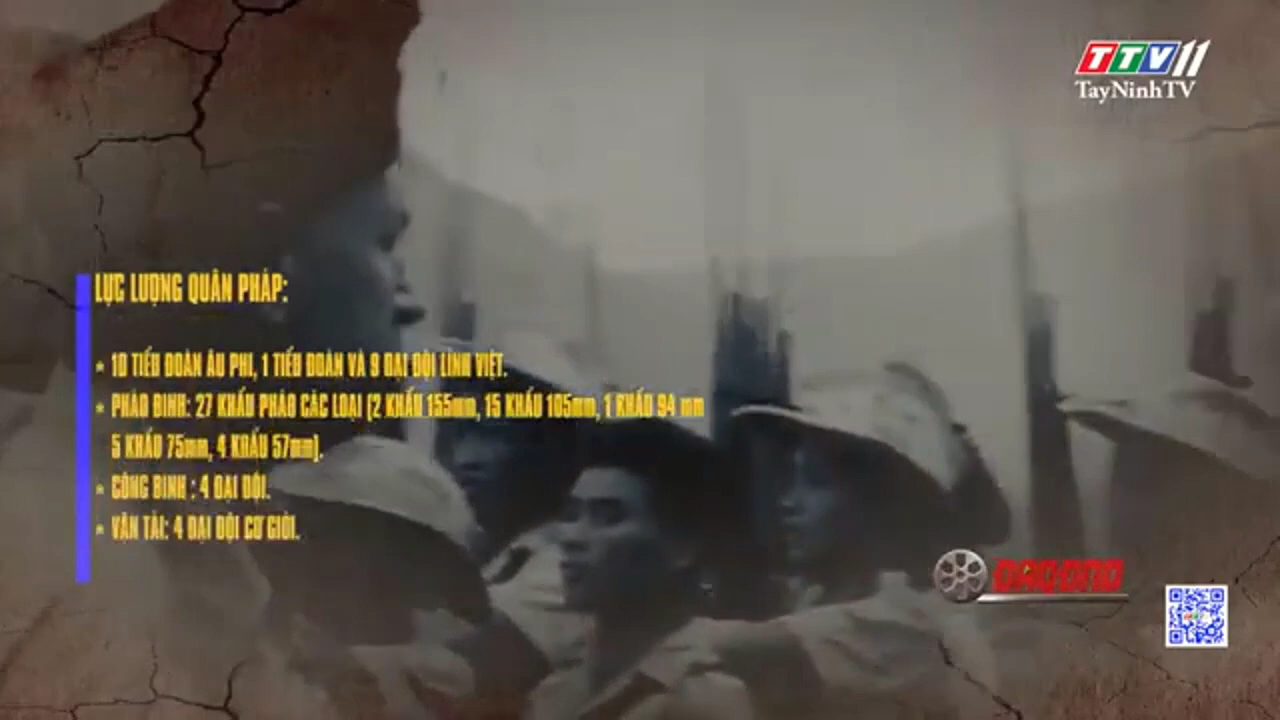 TTV11
TayNinhTV
LỰC LƯỢNG QUÂN PHÁP:
* 10 TIỂU ĐOÀN ÂU PHI, 1 TIỂU ĐOÀN VÀ 9 ĐẠI ĐỘI LÍNH VIỆT.
* PHÁO BINH: 27 KHẨU PHÁO CÁC LOẠI (2 KHẨU 155mm, 15 KHẨU 105mm, 1 KHẨU 94 mm
5 KHẨU 75mm, 4 KHẨU 57mm).
* CÔNG BINH : 4 ĐẠI ĐỘI.
* VẬN TẢI: 4 ĐẠI ĐỘI CƠ GIỚI.